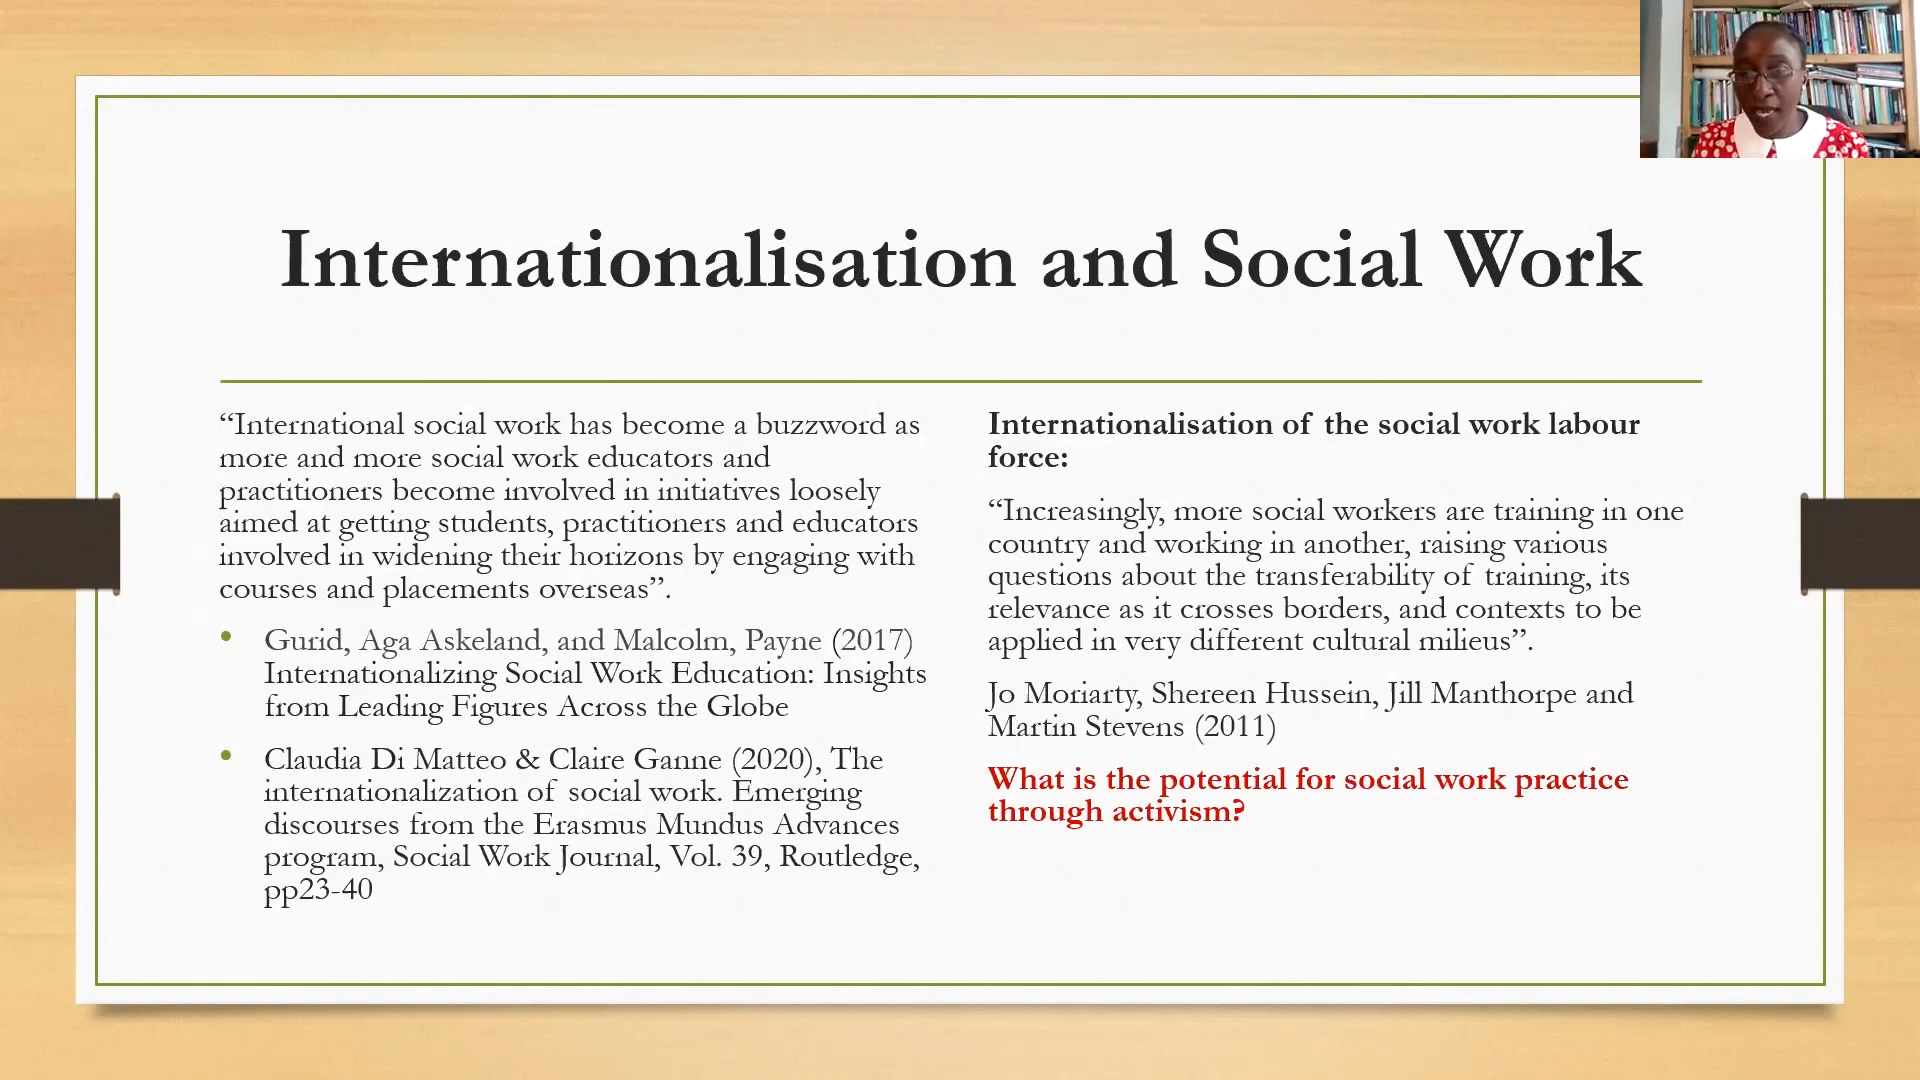 Internationalisation and Social Work
“International social work has become a buzzword as
more and more social work educators and
practitioners become involved in initiatives loosely
aimed at getting students, practitioners and educators
involved in widening their horizons by engaging with
courses and placements overseas”.
• Gurid, Aga Askeland, and Malcolm, Payne (2017)
Internationalizing Social Work Education: Insights
from Leading Figures Across the Globe
• Claudia Di Matteo & Claire Ganne (2020), The
internationalization of social work. Emerging
discourses from the Erasmus Mundus Advances
program, Social Work Journal, Vol. 39, Routledge,
pp23-40
Internationalisation of the social work labour
force:
“Increasingly, more social workers are training in one
country and working in another, raising various
questions about the transferability of training, its
relevance as it crosses borders, and contexts to be
applied in very different cultural milieus”.
Jo Moriarty, Shereen Hussein, Jill Manthorpe and
Martin Stevens (2011)
What is the potential for social work practice
through activism?